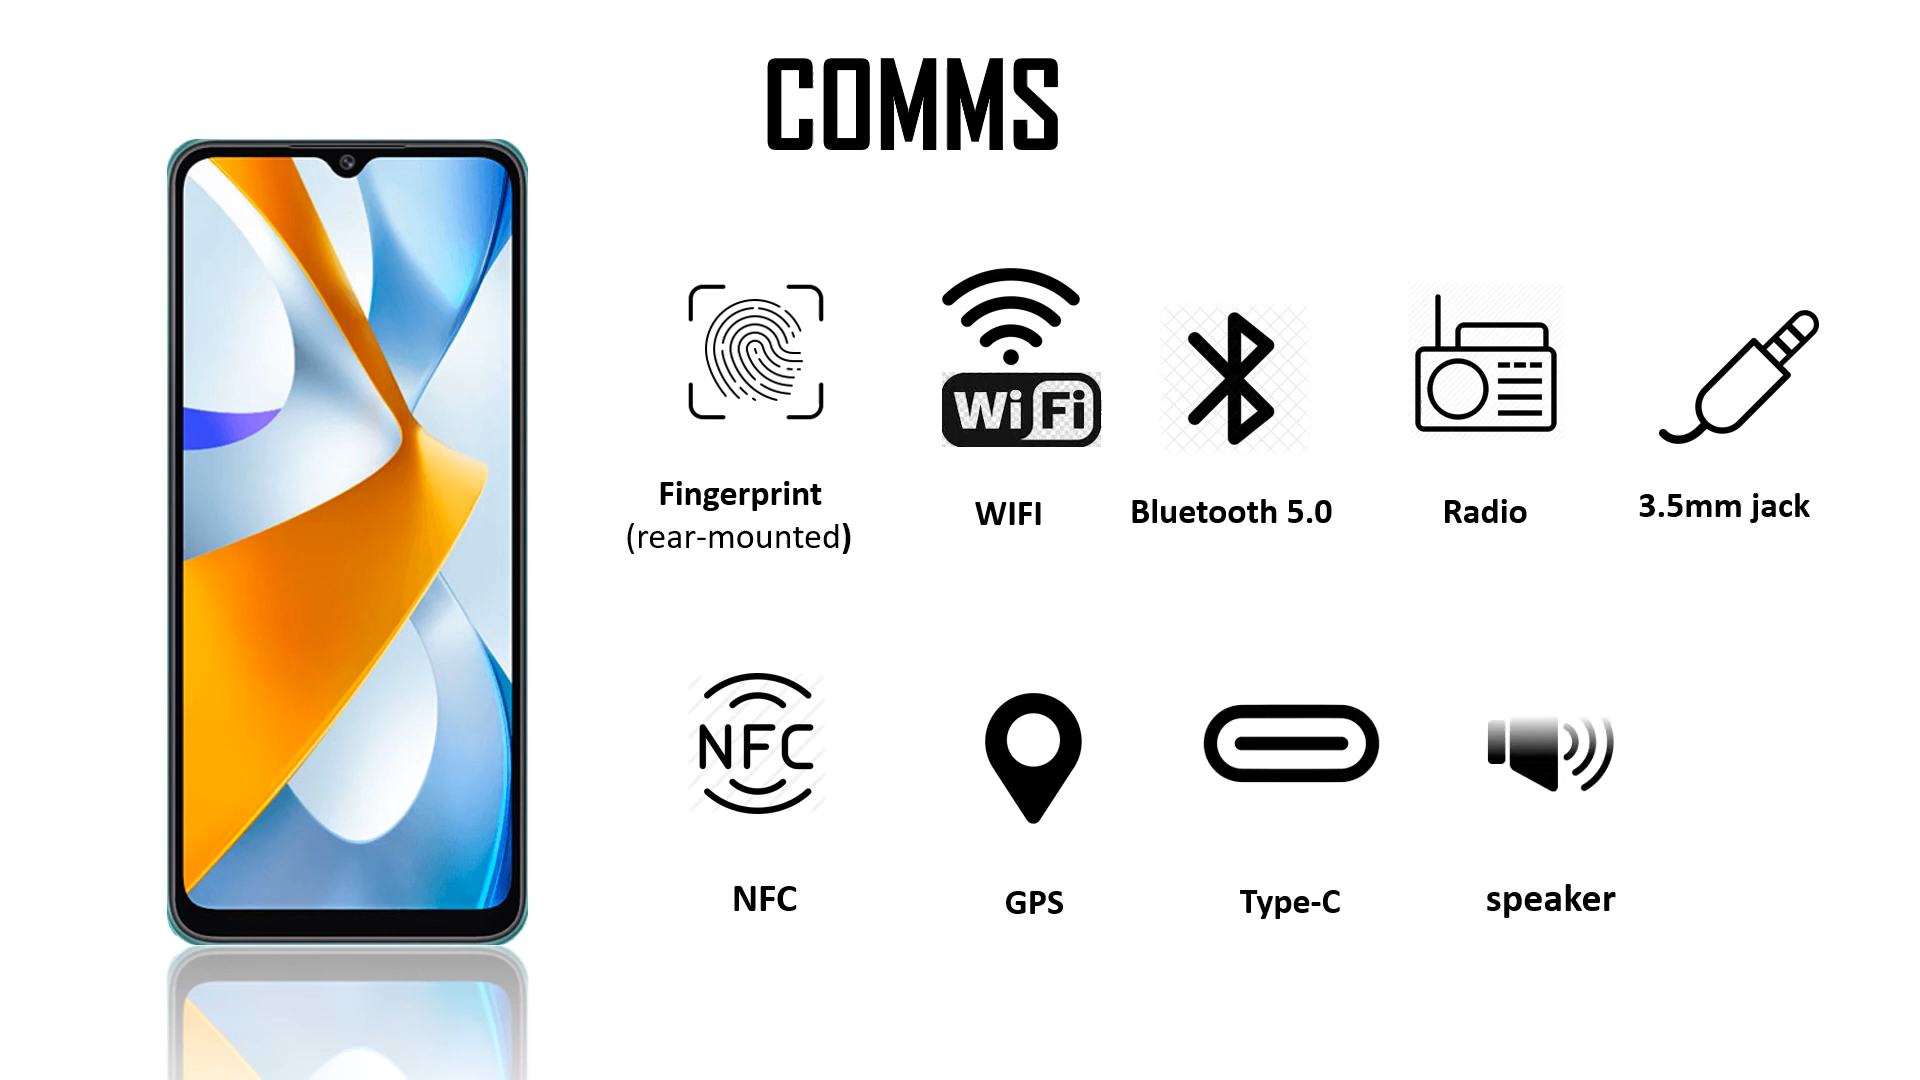 COMMS
WiFi
Fingerprint
(rear-mounted)
WIFI
Bluetooth 5.0
Radio
3.5mm jack
NFC
NFC
GPS
Type-C
speaker